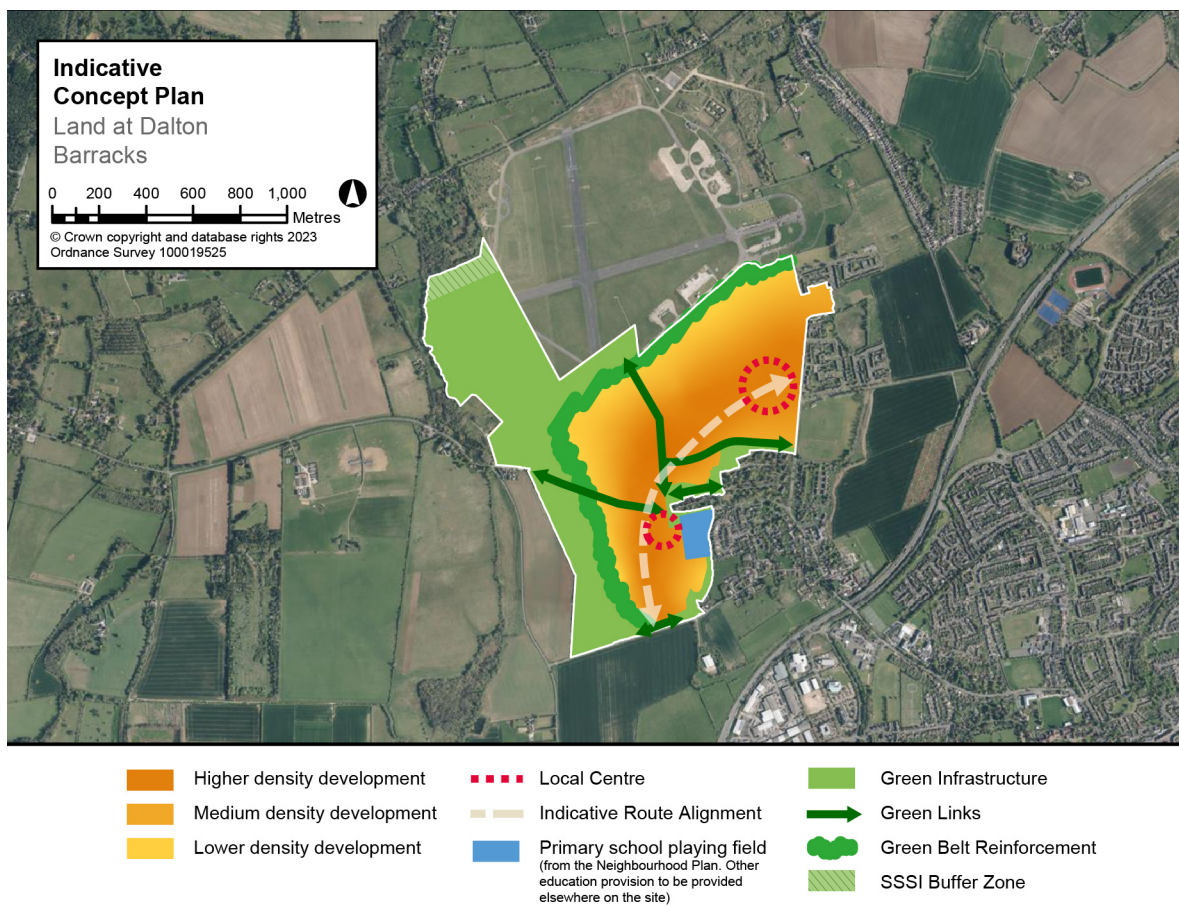 Indicative
Concept Plan
Land at Dalton
Barracks
0 200 400 600 800 1,000
Metres
© Crown copyright and database rights 2023
Ordnance Survey 100019525
Higher density development
Medium density development
Lower density development
Local Centre
Indicative Route Alignment
Primary school playing field
(from the Neighbourhood Plan. Other
education provision to be provided
elsewhere on the site)
Green Infrastructure
Green Links
Green Belt Reinforcement
SSSI Buffer Zone